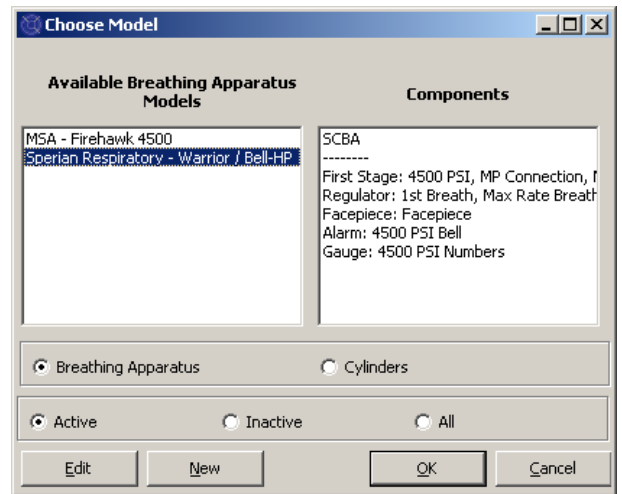 Choose Model
Available Breathing Apparatus
Models
Components
MSA - Firehawk 4500
Sperian Respiratory - Warrior / Bell-HP
SCBA
--------
First Stage: 4500 PSI, MP Connection,
Regulator: 1st Breath, Max Rate Breath
Facepiece: Facepiece
Alarm: 4500 PSI Bell
Gauge: 4500 PSI Numbers
Breathing Apparatus
Cylinders
Active
Inactive
All
Edit
New
OK
Cancel